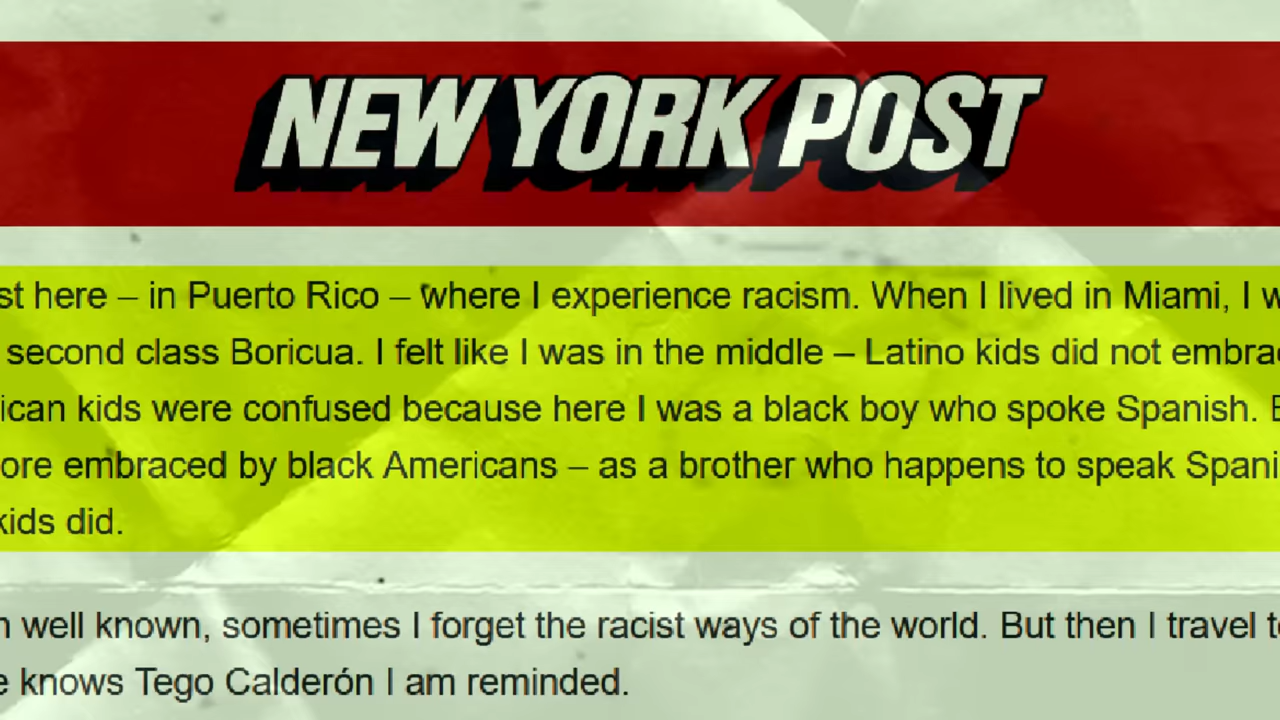 NEW YORK POST
st here – in Puerto Rico – where I experience racism. When I lived in Miami, I w
second class Boricua. I felt like I was in the middle – Latino kids did not embrac
ican kids were confused because here I was a black boy who spoke Spanish. B
ore embraced by black Americans – as a brother who happens to speak Spani
kids did.
n well known, sometimes I forget the racist ways of the world. But then I travel to
e knows Tego Calderón I am reminded.